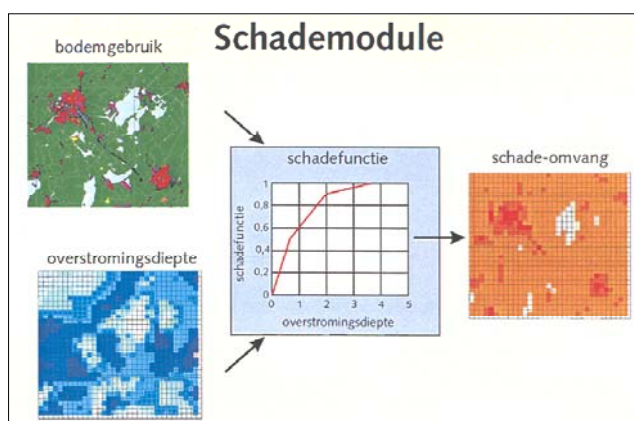 Schademodule
bodemgebruik
overstromingsdiepte
schadefunctie
schadefunctie
1
0,8
0,6
0,4
0,2
0
0 1 2 3 4 5
overstromingsdiepte
schade-omvang